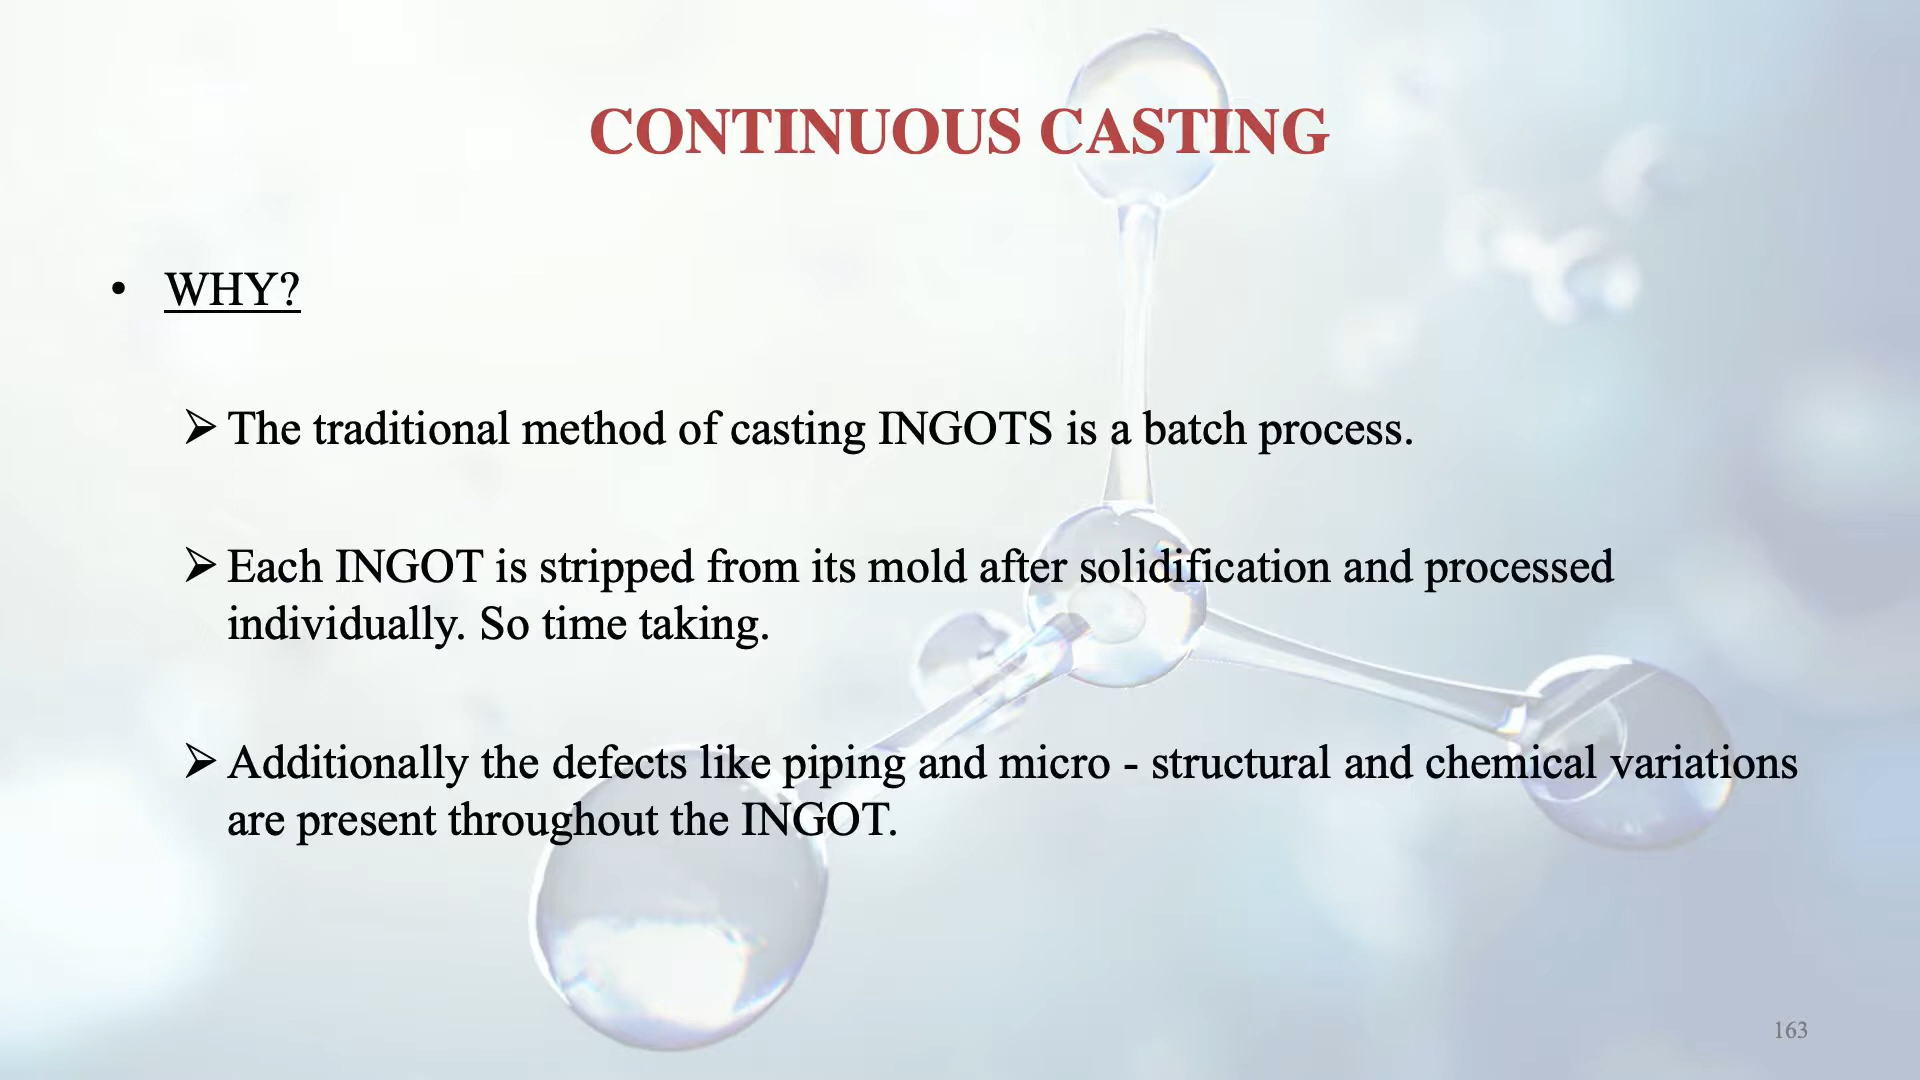 CONTINUOUS CASTING
• WHY?
➢ The traditional method of casting INGOTS is a batch process.
➢ Each INGOT is stripped from its mold after solidification and processed
individually. So time taking.
➢ Additionally the defects like piping and micro - structural and chemical variations
are present throughout the INGOT.
163